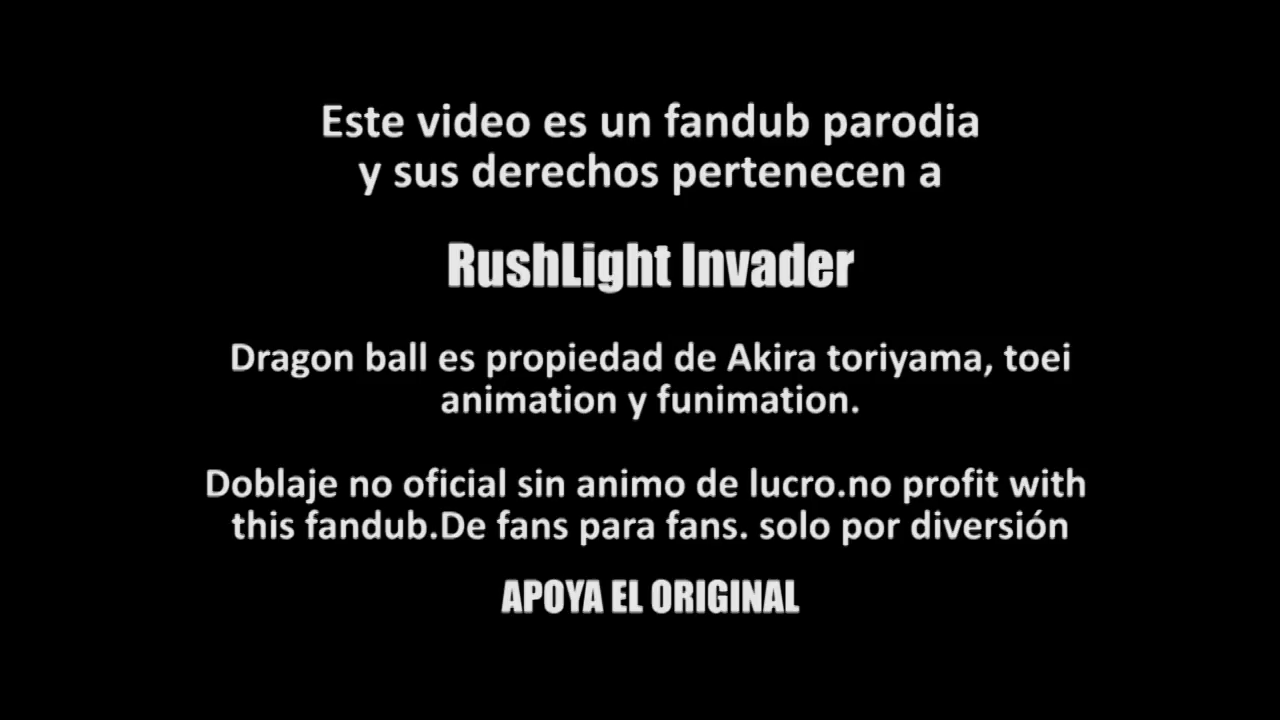 Este video es un fandub parodia
y sus derechos pertenecen a
RushLight Invader
Dragon ball es propiedad de Akira toriyama, toei
animation y funimation.
Doblaje no oficial sin animo de lucro.no profit with
this fandub.De fans para fans. solo por diversión
APOYA EL ORIGINAL